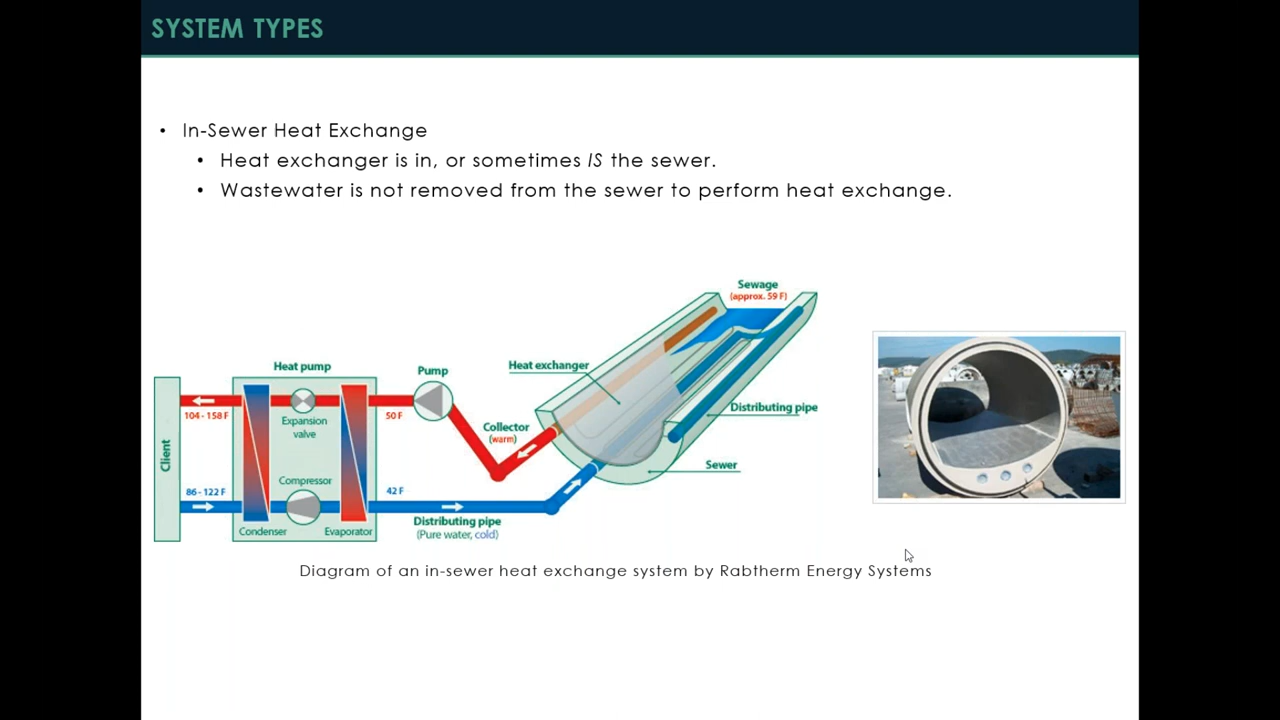 SYSTEM TYPES
• In-Sewer Heat Exchange
• Heat exchanger is in, or sometimes IS the sewer.
• Wastewater is not removed from the sewer to perform heat exchange.
Sewage
(approx. 59 F)
Heat pump
Pump
Heat exchanger
104 - 158 F
Expansion
valve
50 F
Distributing pipe
Collector
(warm)
Client
Sewer
Compressor
86 - 122 F
42 F
Condenser
Evaporator
Distributing pipe
(Pure water, cold)
Diagram of an in-sewer heat exchange system by Rabtherm Energy Systems